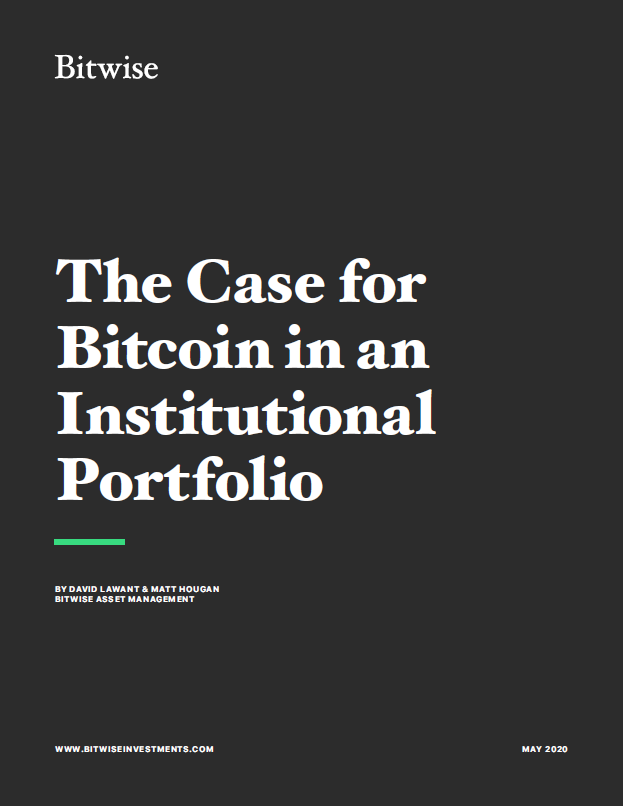 Bitwise
The Case for
Bitcoin in an
Institutional
Portfolio
BY DAVID LAWANT & MATT HOUGAN
BITWISE ASSET MANAGEMENT
WWW.BITWISEINVESTMENTS.COM
MAY 2020